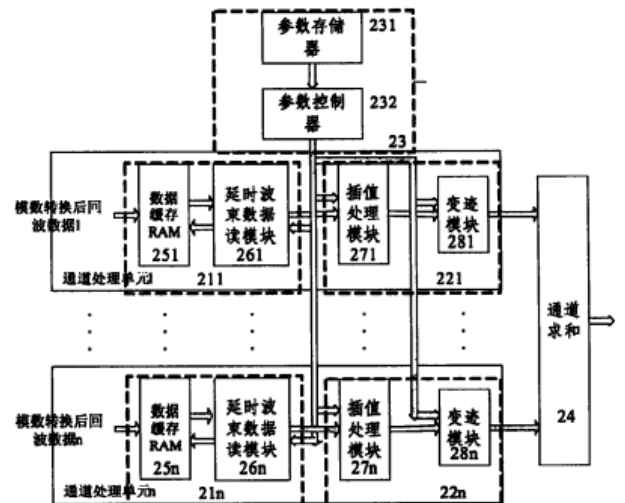 参数存储
器
231
参数控制
器
232
23
模数转换后回
波数据1
数据
缓存
RAM
251
延时波
束数据
读模块
261
插值
处理
模块
271
变迹
模块
281
通道处理单元1
211
221
通道
求和
24
模数转换后回
波数据n
数据
缓存
RAM
25n
延时波
束数据
读模块
26n
插值
处理
模块
27n
变迹
模块
28n
通道处理单元n
21n
22n